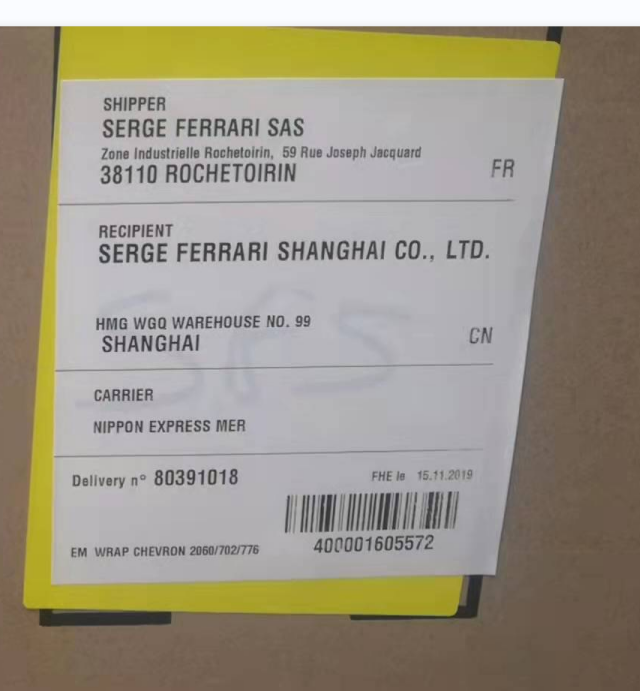 SHIPPER
SERGE FERRARI SAS
Zone Industrielle Rochetoirin, 59 Rue Joseph Jacquard
38110 ROCHETOIRIN FR
RECIPIENT
SERGE FERRARI SHANGHAI CO., LTD.
HMG WGQ WAREHOUSE NO. 99
SHANGHAI CN
CARRIER
NIPPON EXPRESS MER
Delivery n° 80391018 FHE le 15.11.2019
400001605572
EM WRAP CHEVRON 2060/702/776